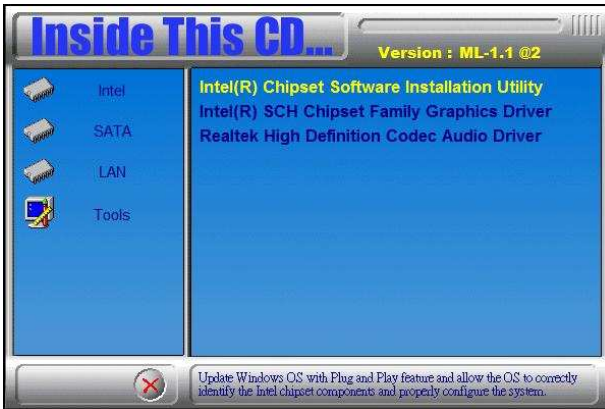 Inside This CD...
Version : ML-1.1 @2
Intel
SATA
LAN
Tools
Intel(R) Chipset Software Installation Utility
Intel(R) SCH Chipset Family Graphics Driver
Realtek High Definition Codec Audio Driver
Update Windows OS with Plug and Play feature and allow the OS to correctly
identify the Intel chipset components and properly configure the system.